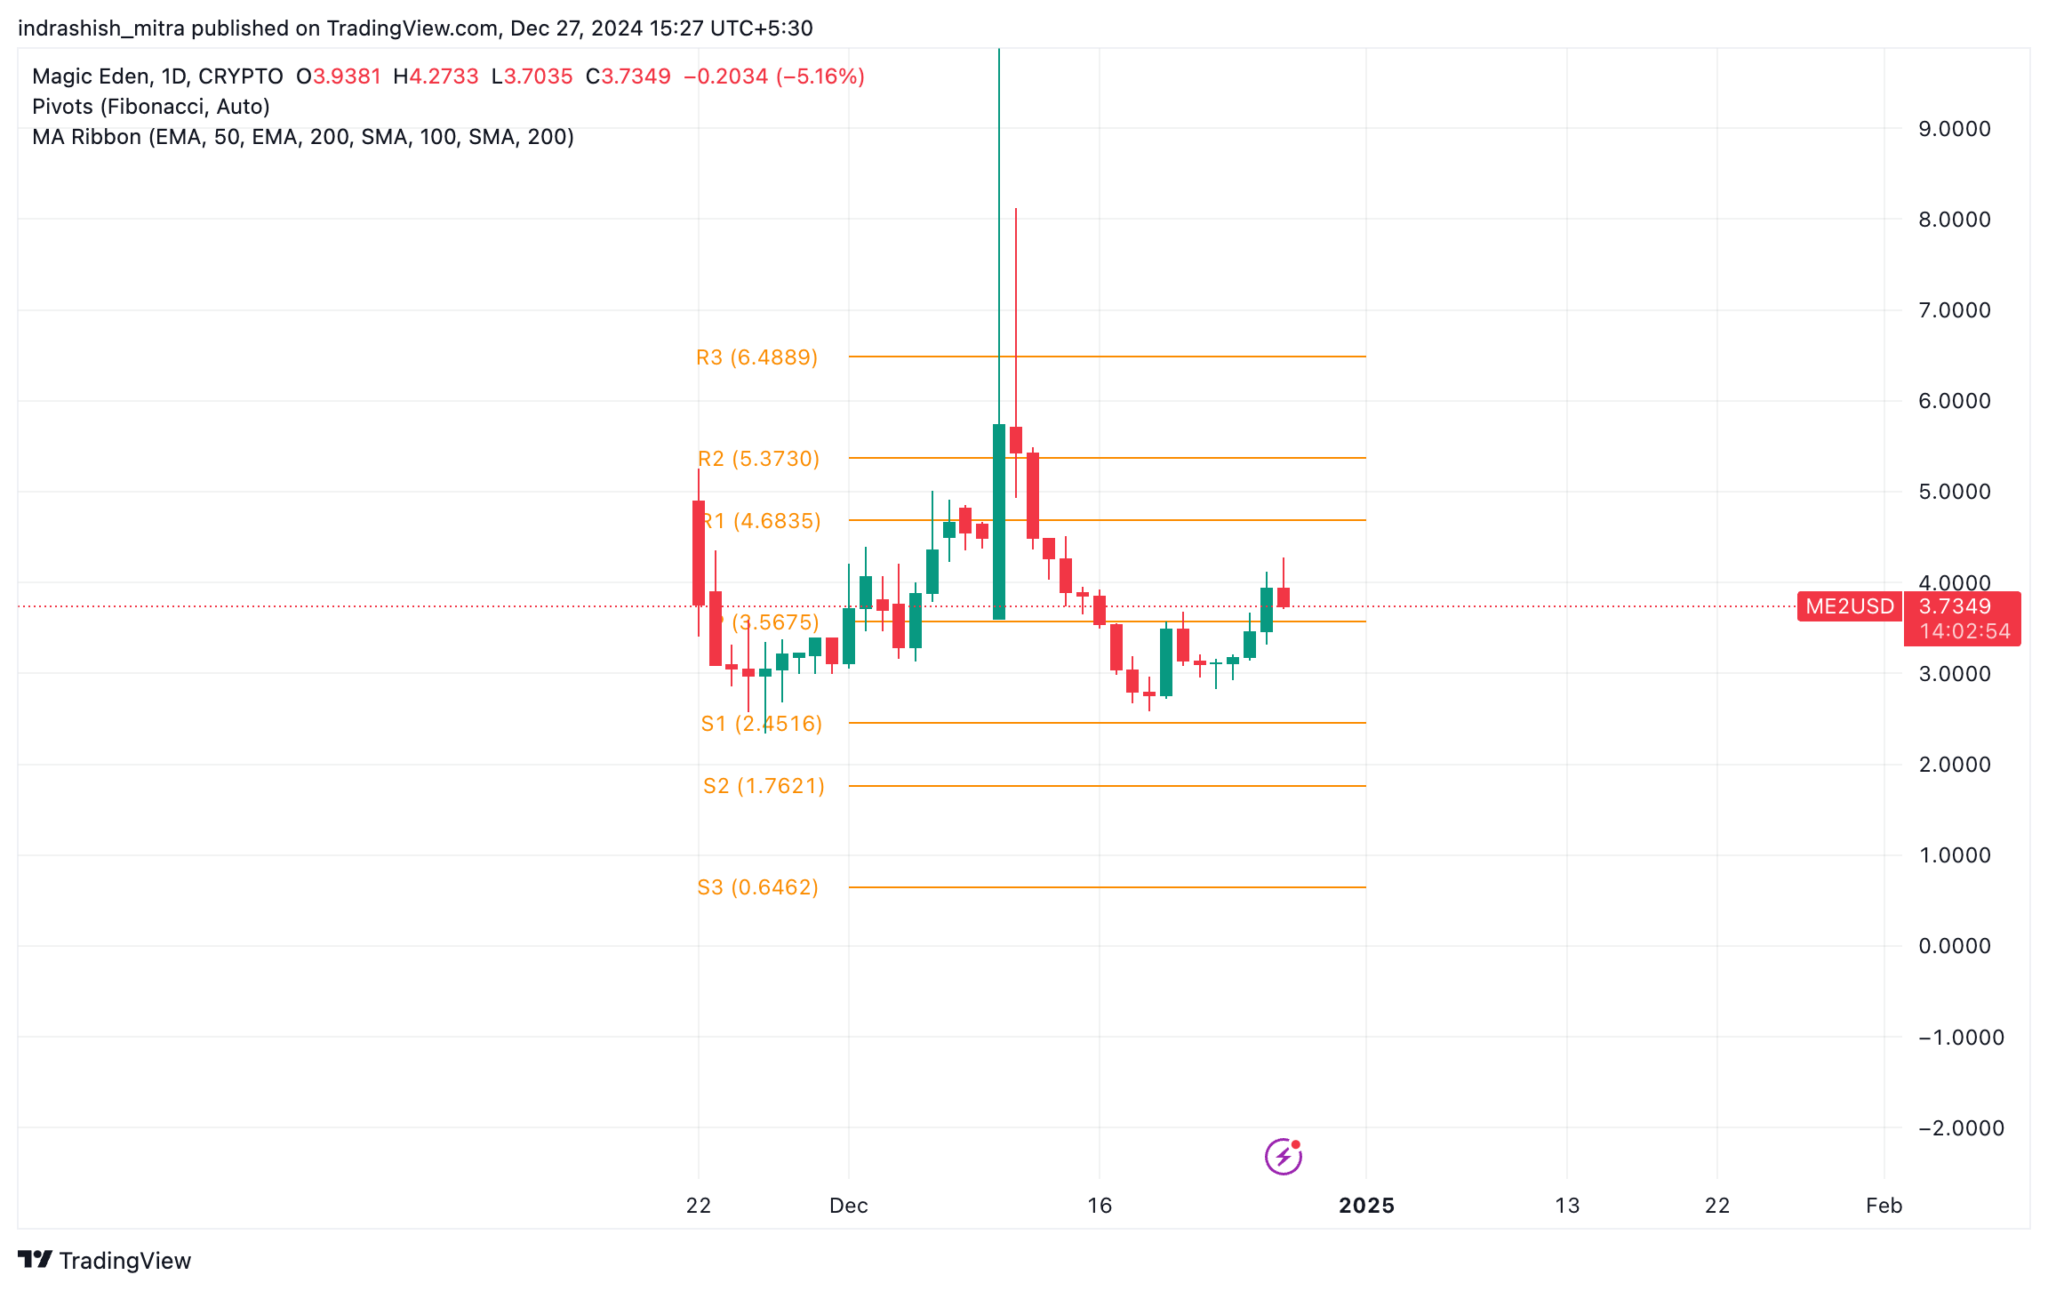 indrashish_mitra published on TradingView.com, Dec 27, 2024 15:27 UTC+5:30
Magic Eden, 1D, CRYPTO O3.9381 H4.2733 L3.7035 C3.7349 −0.2034 (−5.16%)
Pivots (Fibonacci, Auto)
MA Ribbon (EMA, 50, EMA, 200, SMA, 100, SMA, 200)
9.0000
8.0000
7.0000
R3 (6.4889)
6.0000
R2 (5.3730)
5.0000
R1 (4.6835)
4.0000
ME2USD 3.7349
14:02:54
P (3.5675)
3.0000
S1 (2.4516)
2.0000
S2 (1.7621)
1.0000
S3 (0.6462)
0.0000
−1.0000
−2.0000
22 Dec 16 2025 13 22 Feb
TradingView